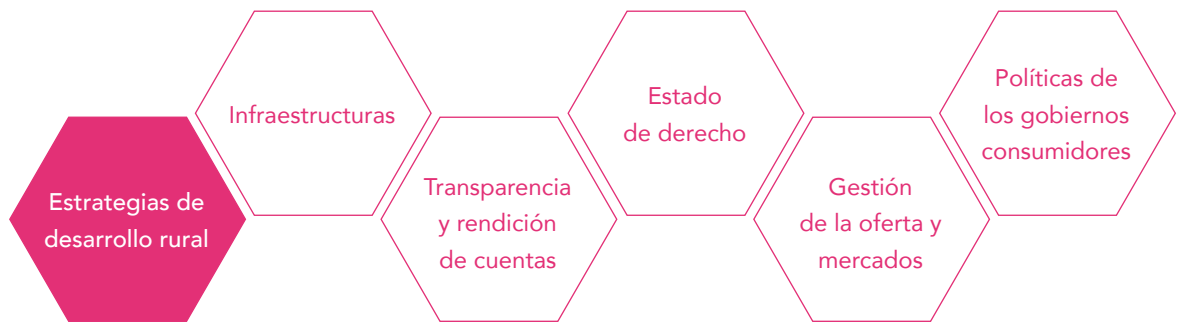 Estrategias de
desarrollo rural
Infraestructuras
Transparencia
y rendición
de cuentas
Estado
de derecho
Gestión
de la oferta y
mercados
Políticas de
los gobiernos
consumidores